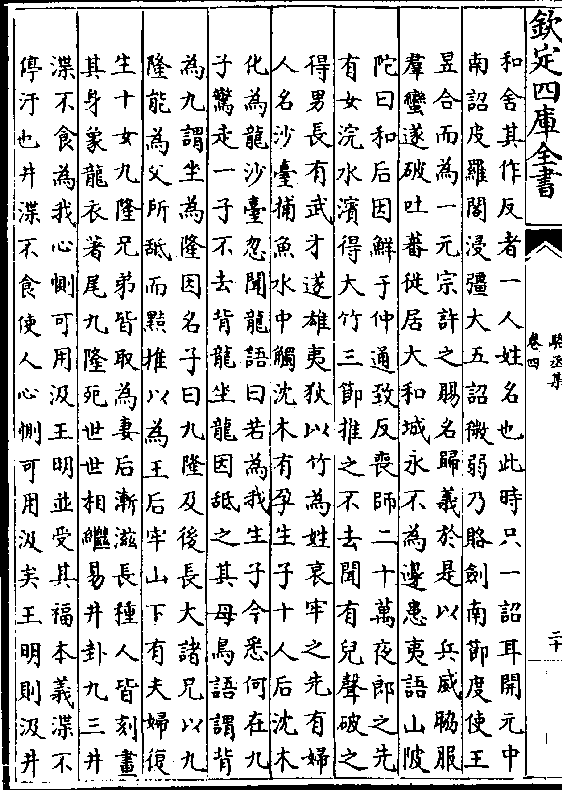 欽定四庫全書
駱丞集
卷四
二十
和舍其作反者一人姓名也此時只一詔耳開元中
南詔皮羅閣浸彊大五詔微弱乃賂劍南節度使王
昱合而為一元宗許之賜名歸義於是以兵威脇服
羣蠻遂破吐蕃徙居大和城永不為邊患夷語山陂
陀曰和后因鮮于仲通致反喪師二十萬夜郎之先
有女浣水濱得大竹三節推之不去聞有兒聲破之
得男長有武才遂雄夷狄以竹為姓哀牢之先有婦
人名沙臺捕魚水中觸沈木有孕生子十人后沈木
化為龍沙臺忽聞龍語曰若為我生子今悉何在九
子驚走一子不去背龍坐龍因舐之其母鳥語謂背
為九謂坐為隆因名子曰九隆及後長大諸兄以九
隆能為父所舐而黠推以為王后牢山下有夫婦復
生十女九隆兄弟皆取為妻后漸滋長種人皆刻畫
其身象龍衣著尾九隆死世世相繼易井卦九三井
渫不食為我心惻可用汲王明並受其福本義渫不
停汙也井渫不食使人心惻可用汲矣王明則汲井